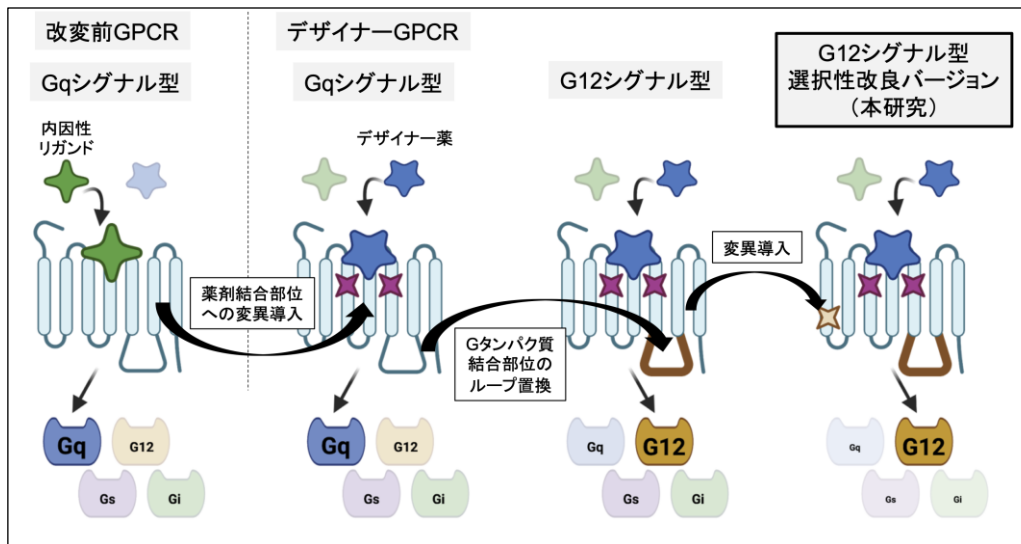 改変前GPCR
Gqシグナル型
デザイナーGPCR
Gqシグナル型
G12シグナル型
G12シグナル型
選択性改良バージョン
（本研究）
内因性
リガンド
デザイナー薬
薬剤結合部位
への変異導入
Gタンパク質
結合部位の
ループ置換
変異導入
Gq
G12
Gs
Gi
Gq
G12
Gs
Gi
Gq
G12
Gs
Gi
Gq
G12
Gs
Gi